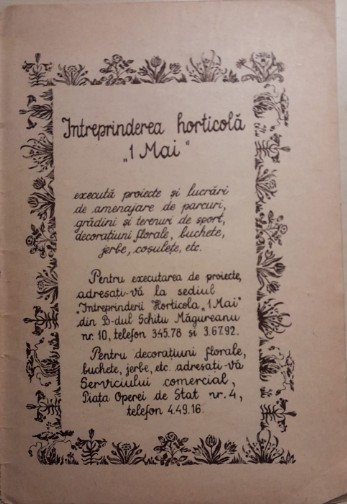 Intreprinderea horticolă
„1 Mai"
execută proiecte și lucrări
de amenajare de parcuri,
grădini și terenuri de sport,
decorațiuni florale, buchete,
jerbe, coșulețe, etc.
Pentru executarea de proiecte,
adresați-vă la sediul
"Intreprinderii Horticola „1 Mai"
din B-dul Schitu Măgureanu
nr. 10, telefon 345.78 și 3.67.92.
Pentru decorațiuni florale,
buchete, jerbe, etc. adresați-vă
Serviciului comercial,
Piața Operei de Stat nr. 4,
telefon 4.49.16